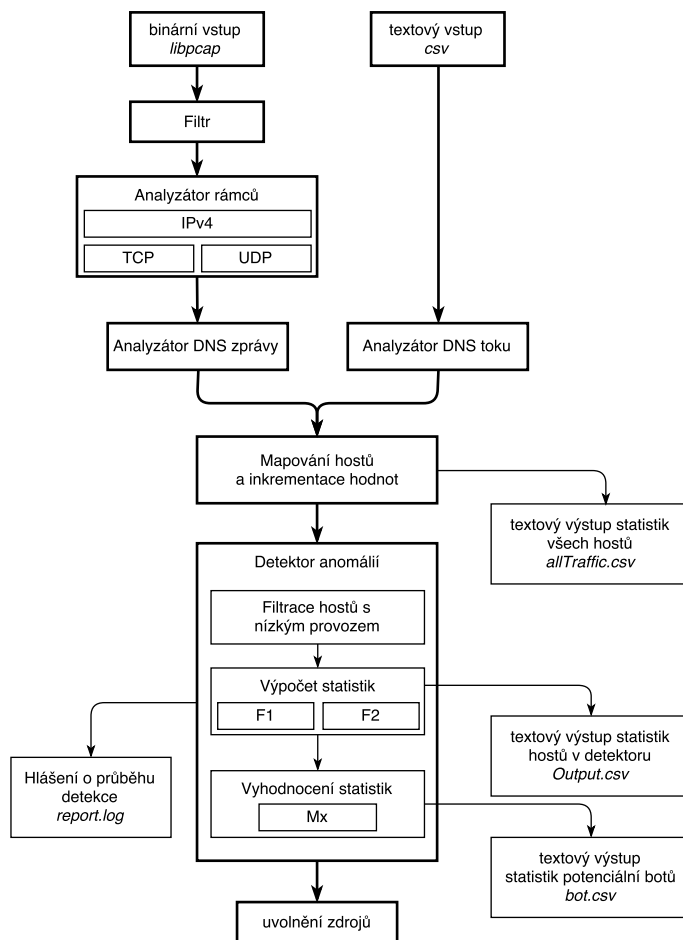 binární vstup
libpcap
textový vstup
csv
Filtr
Analyzátor rámců
IPv4
TCP
UDP
Analyzátor DNS zprávy
Analyzátor DNS toku
Mapování hostů
a inkrementace hodnot
textový výstup statistik
všech hostů
allTraffic.csv
Detektor anomálií
Filtrace hostů s
nízkým provozem
Výpočet statistik
F1
F2
textový výstup statistik
hostů v detektoru
Output.csv
Hlášení o průběhu
detekce
report.log
Vyhodnocení statistik
Mx
textový výstup
statistik potenciální botů
bot.csv
uvolnění zdrojů